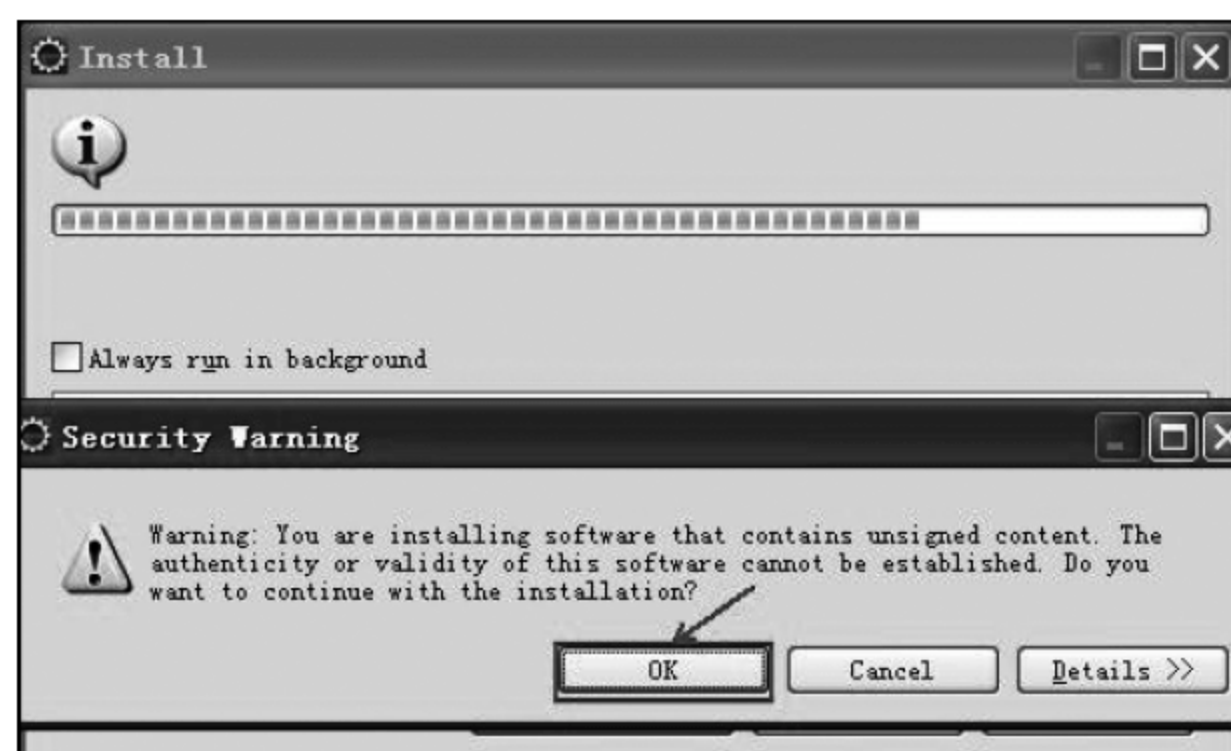 Install
Always run in background
Security Warning
Warning: You are installing software that contains unsigned content. The
authenticity or validity of this software cannot be established. Do you
want to continue with the installation?
OK
Cancel
Details >>